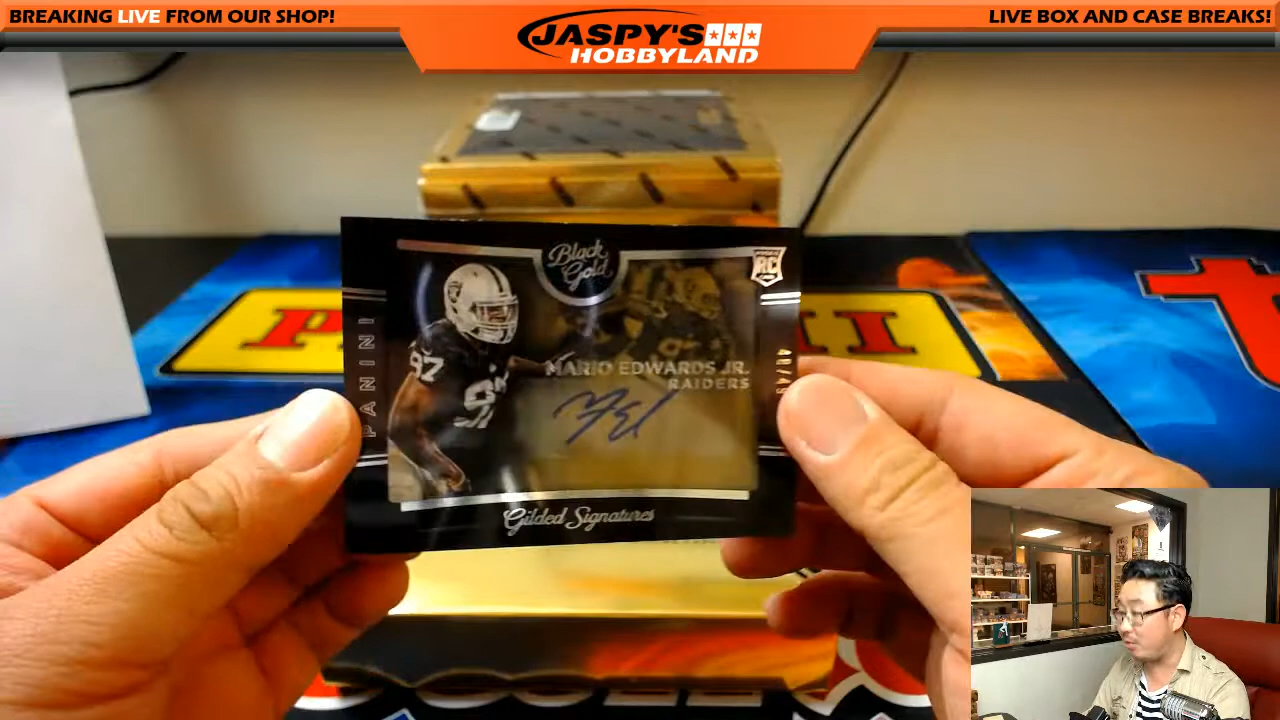 BREAKING LIVE FROM OUR SHOP!
JASPY'S
HOBBYLAND
LIVE BOX AND CASE BREAKS!
Black
Gold
RC
PANINI
97
MARIO EDWARDS JR.
RAIDERS
Gilded Signatures